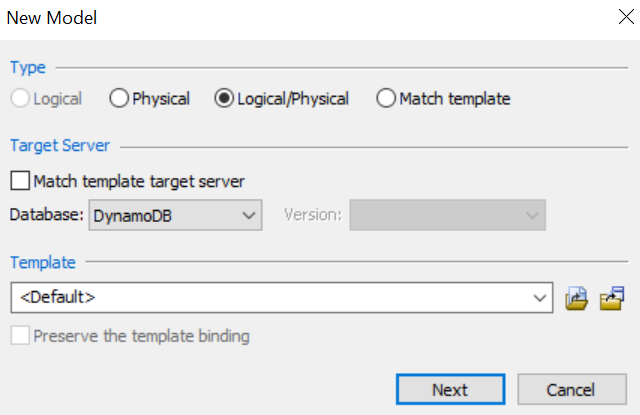 New Model
Type
Logical Physical Logical/Physical Match template
Target Server
Match template target server
Database: DynamoDB Version:
Template
<Default>
Preserve the template binding
Next Cancel